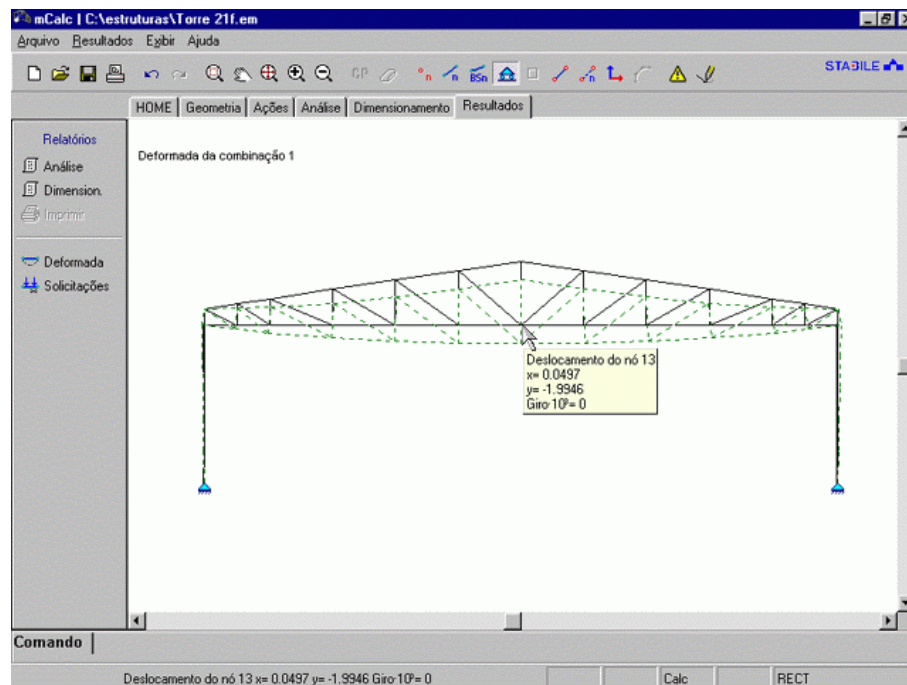 mCalc | C:\estruturas\Torre 21f.em
Arquivo Resultados Exibir Ajuda
GP n n BSn n STABILE
HOME Geometria Ações Análise Dimensionamento Resultados
Relatórios
Análise
Dimension.
Imprimir
Deformada
Solicitações
Deformada da combinação 1
Deslocamento do nó 13
x= 0.0497
y= -1.9946
Giro·10³= 0
Comando
Deslocamento do nó 13 x= 0.0497 y= -1.9946 Giro·10³= 0 Calc RECT